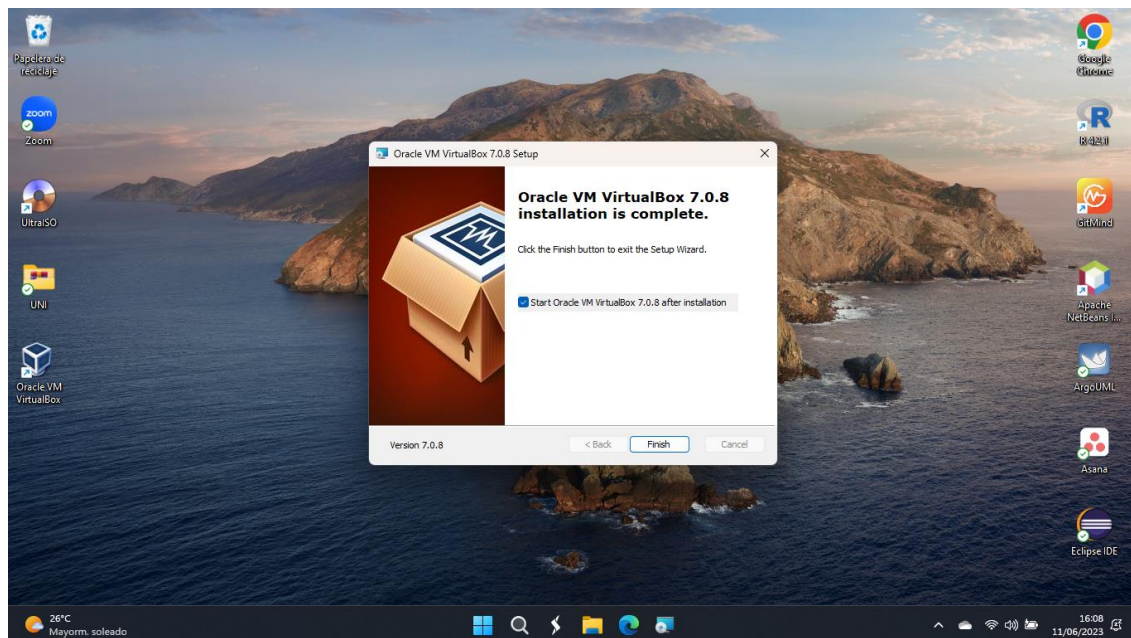 Papelera de
reciclaje
zoom
Zoom
UltraISO
UNI
Oracle VM
VirtualBox
Oracle VM VirtualBox 7.0.8 Setup
Oracle VM VirtualBox 7.0.8
installation is complete.
Click the Finish button to exit the Setup Wizard.
Start Oracle VM VirtualBox 7.0.8 after installation
Version 7.0.8
< Back
Finish
Cancel
Google
Chrome
R
R 4.2.1
GitMind
Apache
NetBeans I...
ArgoUML
Asana
Eclipse IDE
26°C
Mayorm. soleado
16:08
11/06/2023